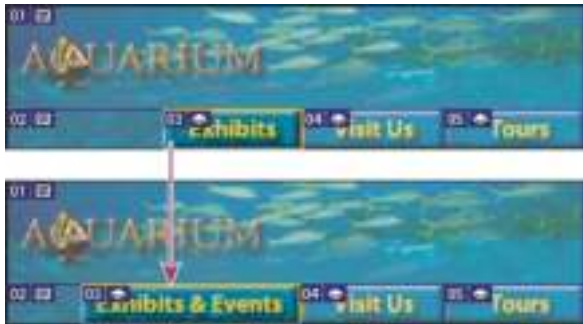 01
AQUARIUM
02 03 Exhibits 04 Visit Us 05 Tours
01
AQUARIUM
02 03 Exhibits & Events 04 Visit Us 05 Tours